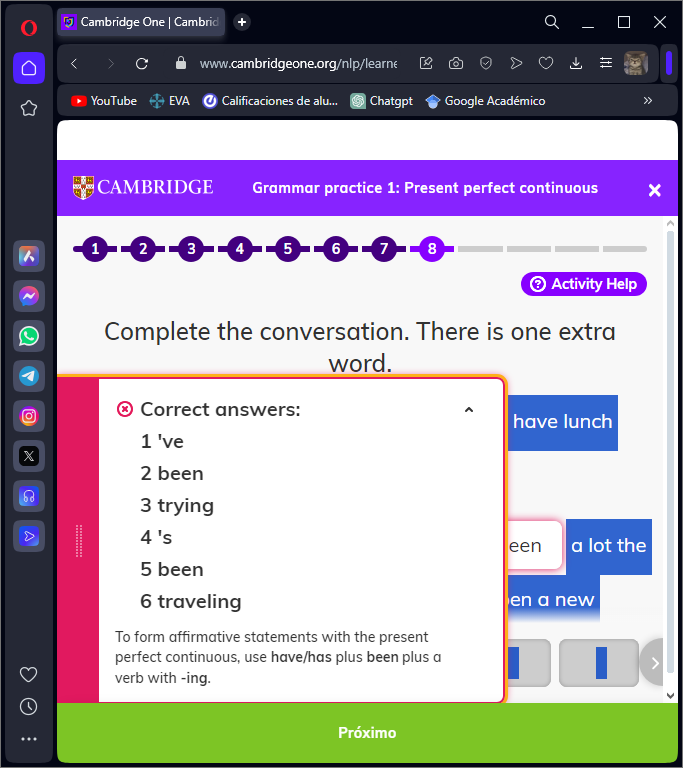 Cambridge One | Cambrid
www.cambridgeone.org/nlp/learne
YouTube
EVA
Calificaciones de alu...
Chatgpt
Google Académico
CAMBRIDGE
Grammar practice 1: Present perfect continuous
1 2 3 4 5 6 7 8
Activity Help
Complete the conversation. There is one extra
word.
have lunch
Correct answers:
1 've
2 been
3 trying
4 's
5 been
6 traveling
een
a lot the
pen a new
To form affirmative statements with the present
perfect continuous, use have/has plus been plus a
verb with -ing.
Próximo